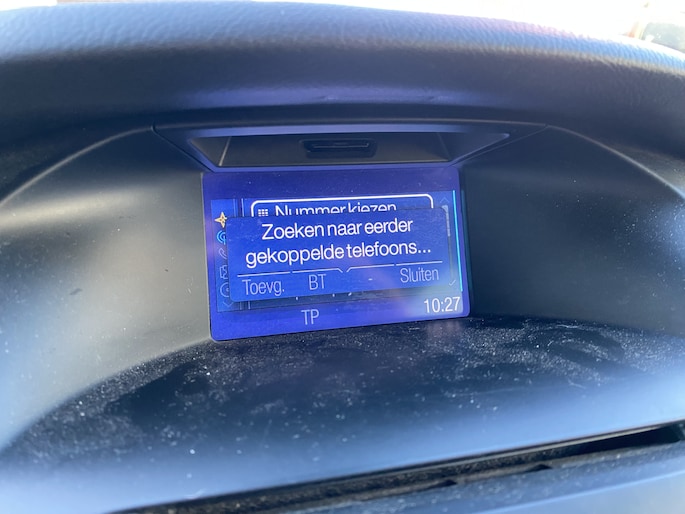 Nummer kiezen
Zoeken naar eerder
gekoppelde telefoons...
Toevg. BT - Sluiten
TP 10:27